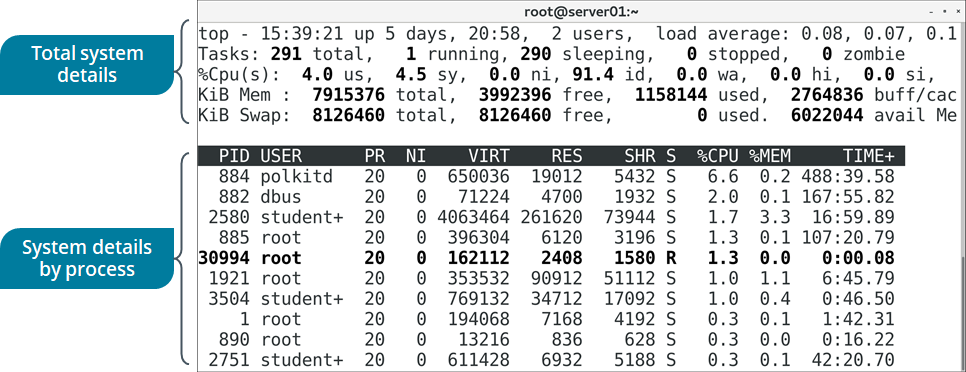 root@server01:~
Total system
details
top - 15:39:21 up 5 days, 20:58, 2 users, load average: 0.08, 0.07, 0.1
Tasks: 291 total, 1 running, 290 sleeping, 0 stopped, 0 zombie
%Cpu(s): 4.0 us, 4.5 sy, 0.0 ni, 91.4 id, 0.0 wa, 0.0 hi, 0.0 si,
KiB Mem : 7915376 total, 3992396 free, 1158144 used, 2764836 buff/cac
KiB Swap: 8126460 total, 8126460 free, 0 used. 6022044 avail Me
System details
by process
PID USER PR NI VIRT RES SHR S %CPU %MEM TIME+
884 polkitd 20 0 650036 19012 5432 S 6.6 0.2 488:39.58
882 dbus 20 0 71224 4700 1932 S 2.0 0.1 167:55.82
2580 student+ 20 0 4063464 261620 73944 S 1.7 3.3 16:59.89
885 root 20 0 396304 6120 3196 S 1.3 0.1 107:20.79
30994 root 20 0 162112 2408 1580 R 1.3 0.0 0:00.08
1921 root 20 0 353532 90912 51112 S 1.0 1.1 6:45.79
3504 student+ 20 0 769132 34712 17092 S 1.0 0.4 0:46.50
1 root 20 0 194068 7168 4192 S 0.3 0.1 1:42.31
890 root 20 0 13216 836 628 S 0.3 0.0 0:16.22
2751 student+ 20 0 611428 6932 5188 S 0.3 0.1 42:20.70